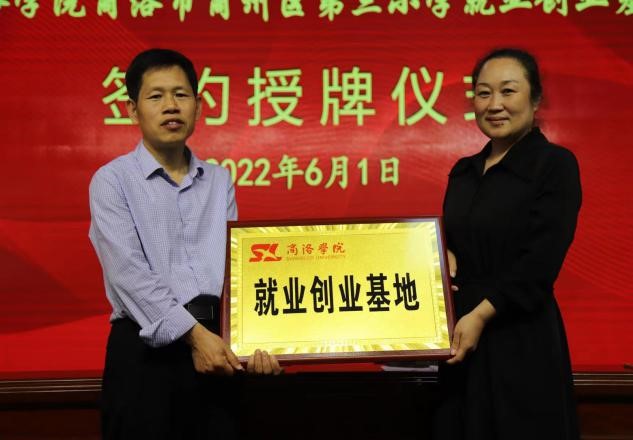 学院商洛市商州区第三小学就业创业基
签约授牌仪式
2022年6月1日
商洛学院
SHANGLUO UNIVERSITY
就业创业基地